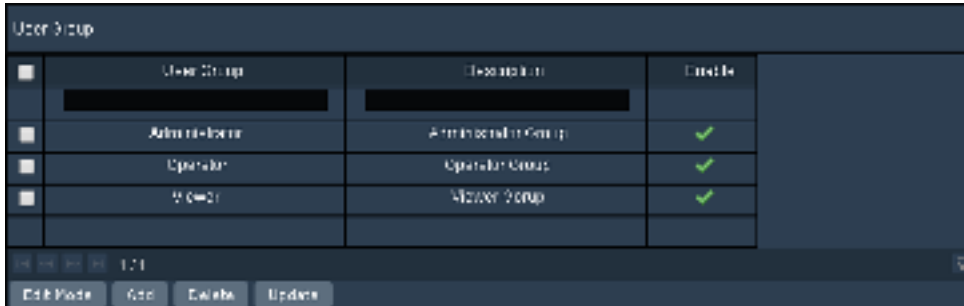 User Group
User Group Description Enable
Administrator Administrator Group
Operator Operator Group
Viewer Viewer Group
1 / 1
Edit Mode Add Delete Update